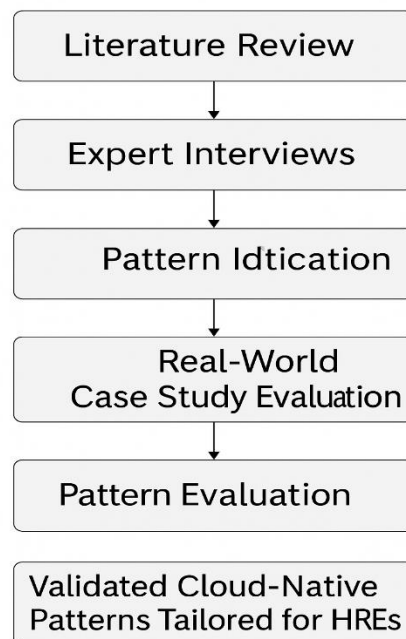 Literature Review
Expert Interviews
Pattern Idtication
Real-World
Case Study Evaluation
Pattern Evaluation
Validated Cloud-Native
Patterns Tailored for HREs